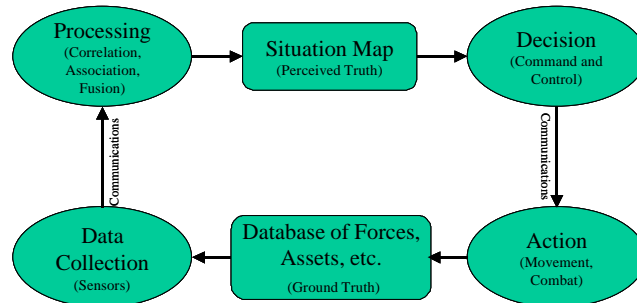 Processing
(Correlation,
Association,
Fusion)
Situation Map
(Perceived Truth)
Decision
(Command and
Control)
Communications
Communications
Data
Collection
(Sensors)
Database of Forces,
Assets, etc.
(Ground Truth)
Action
(Movement,
Combat)